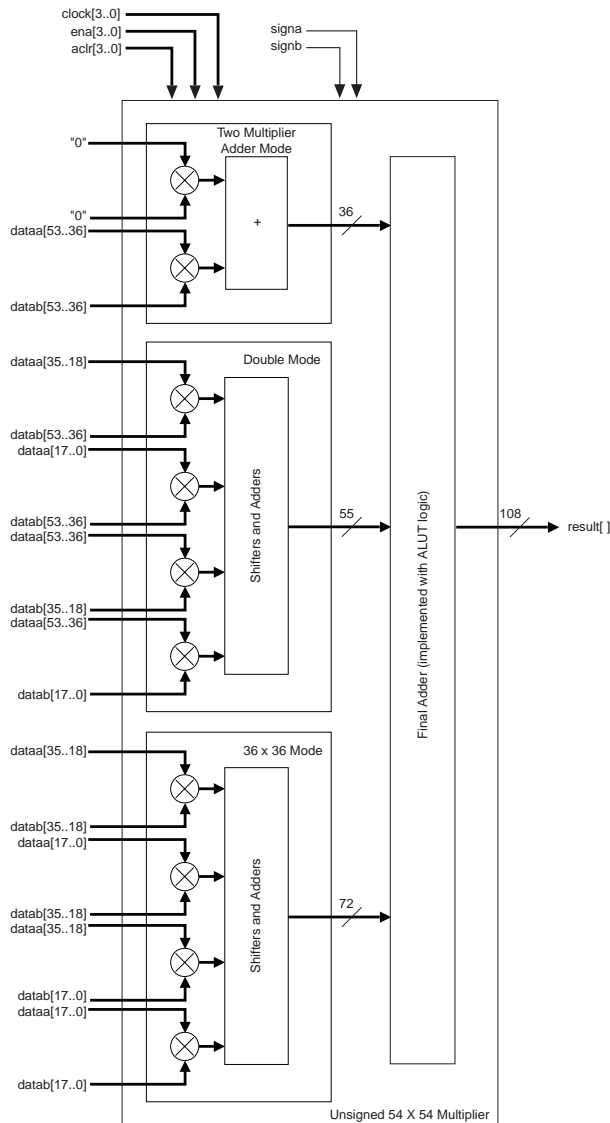 clock[3..0]
ena[3..0]
aclr[3..0]
signa
signb
Two Multiplier
Adder Mode
"0"
"0"
dataa[53..36]
datab[53..36]
+
36
Double Mode
dataa[35..18]
datab[53..36]
dataa[17..0]
datab[53..36]
dataa[53..36]
datab[35..18]
dataa[53..36]
datab[17..0]
Shifters and Adders
55
Final Adder (implemented with ALUT logic)
108
result[ ]
36 x 36 Mode
dataa[35..18]
datab[35..18]
dataa[17..0]
datab[35..18]
dataa[35..18]
datab[17..0]
dataa[17..0]
datab[17..0]
Shifters and Adders
72
Unsigned 54 X 54 Multiplier